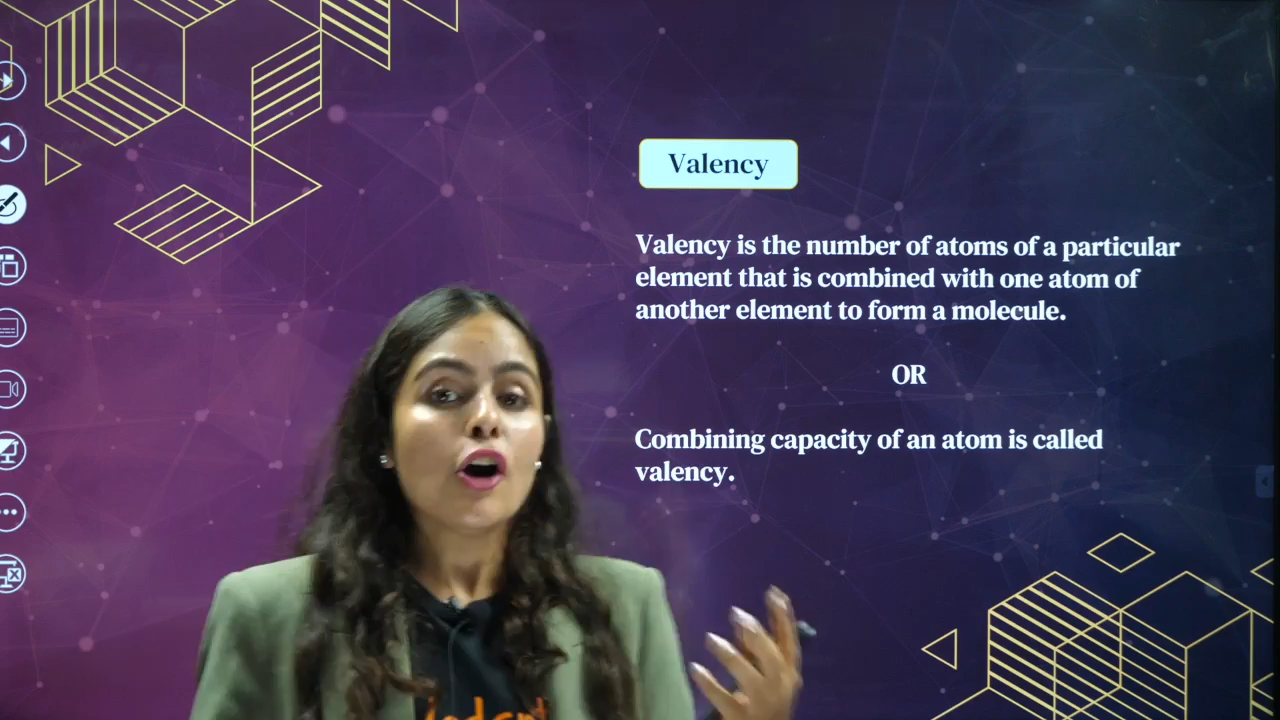 Valency
Valency is the number of atoms of a particular
element that is combined with one atom of
another element to form a molecule.
OR
Combining capacity of an atom is called
valency.